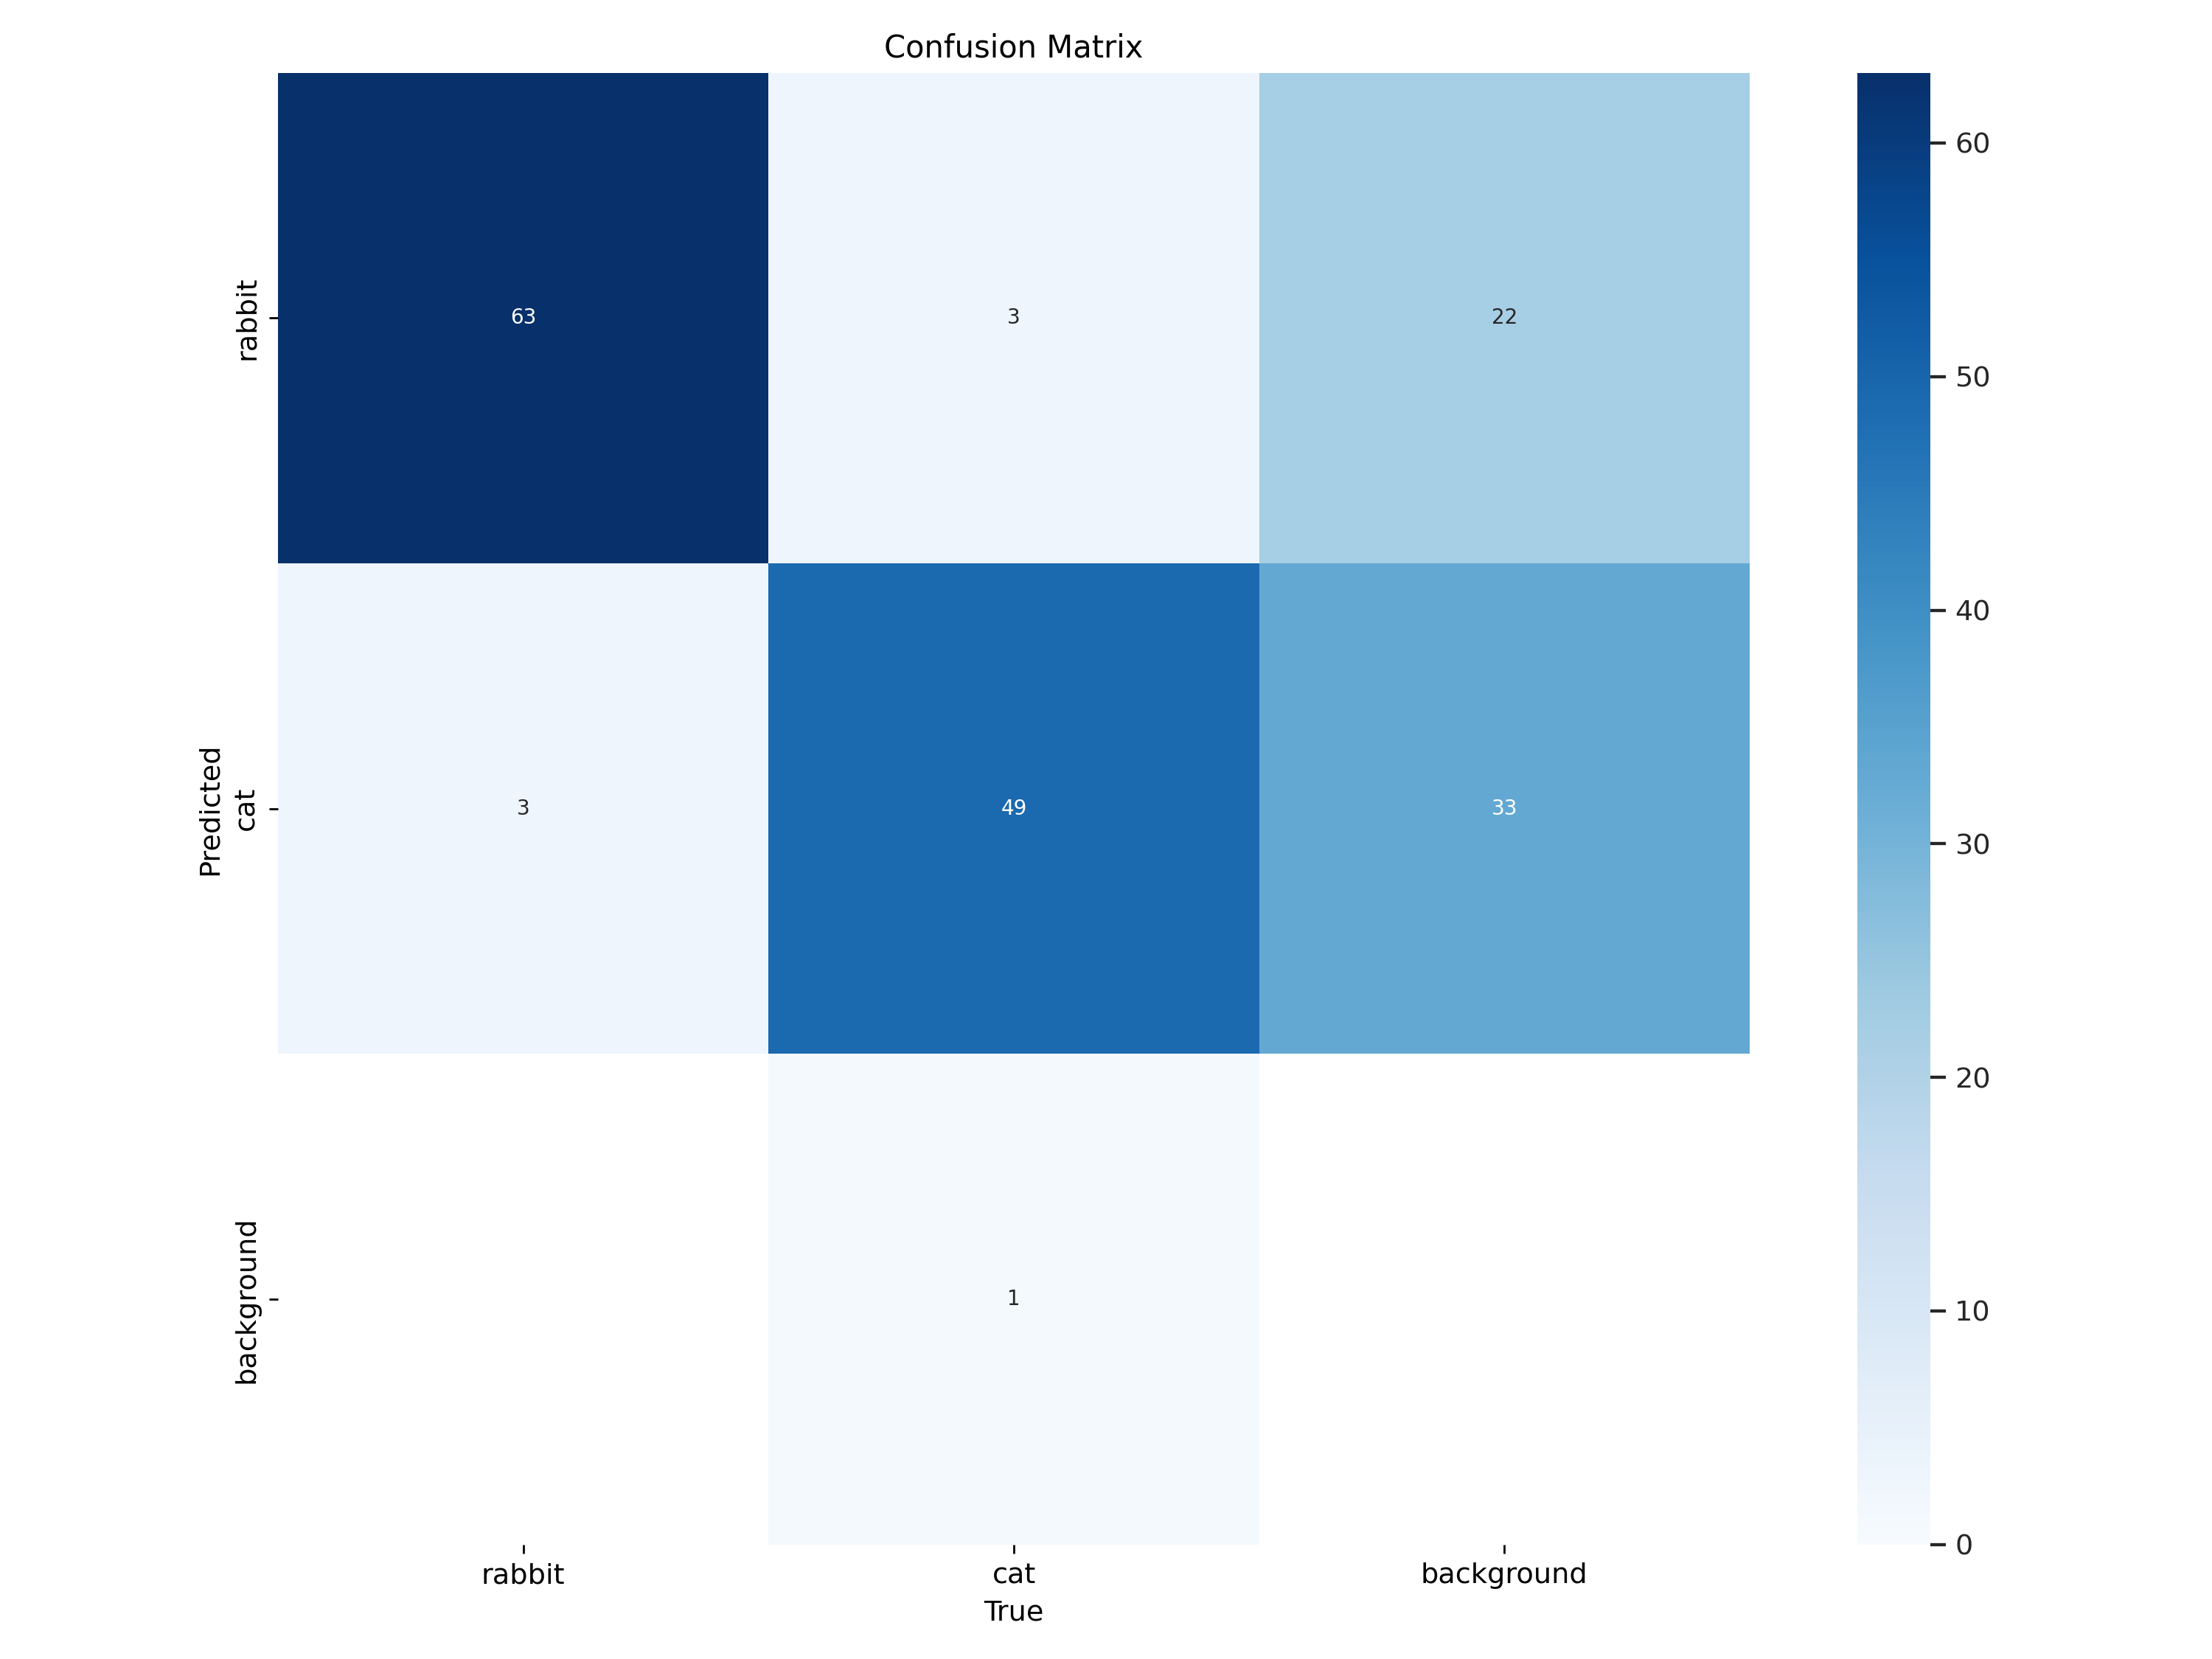 Confusion Matrix
rabbit
63
3
22
Predicted
cat
3
49
33
background
1
rabbit
cat
background
True
60
50
40
30
20
10
0